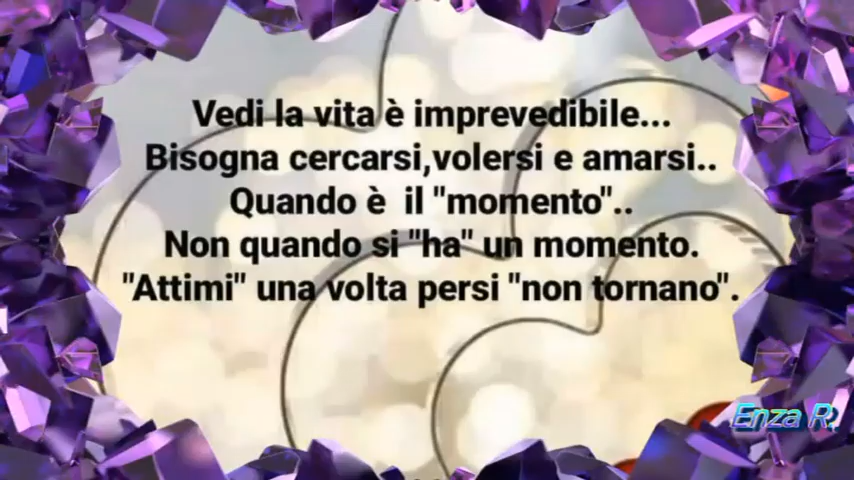 Vedi la vita è imprevedibile...
Bisogna cercarsi,volersi e amarsi..
Quando è il "momento"..
Non quando si "ha" un momento.
"Attimi" una volta persi "non tornano".
Enza R.